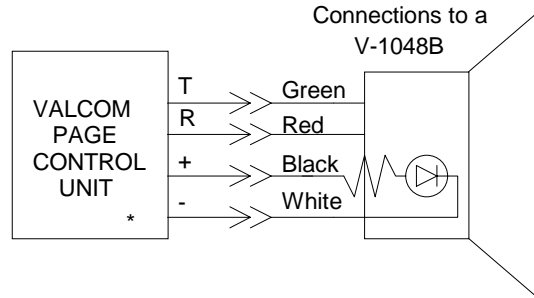 Connections to a
V-1048B
VALCOM
PAGE
CONTROL
UNIT
*
T
Green
R
Red
+
Black
-
White